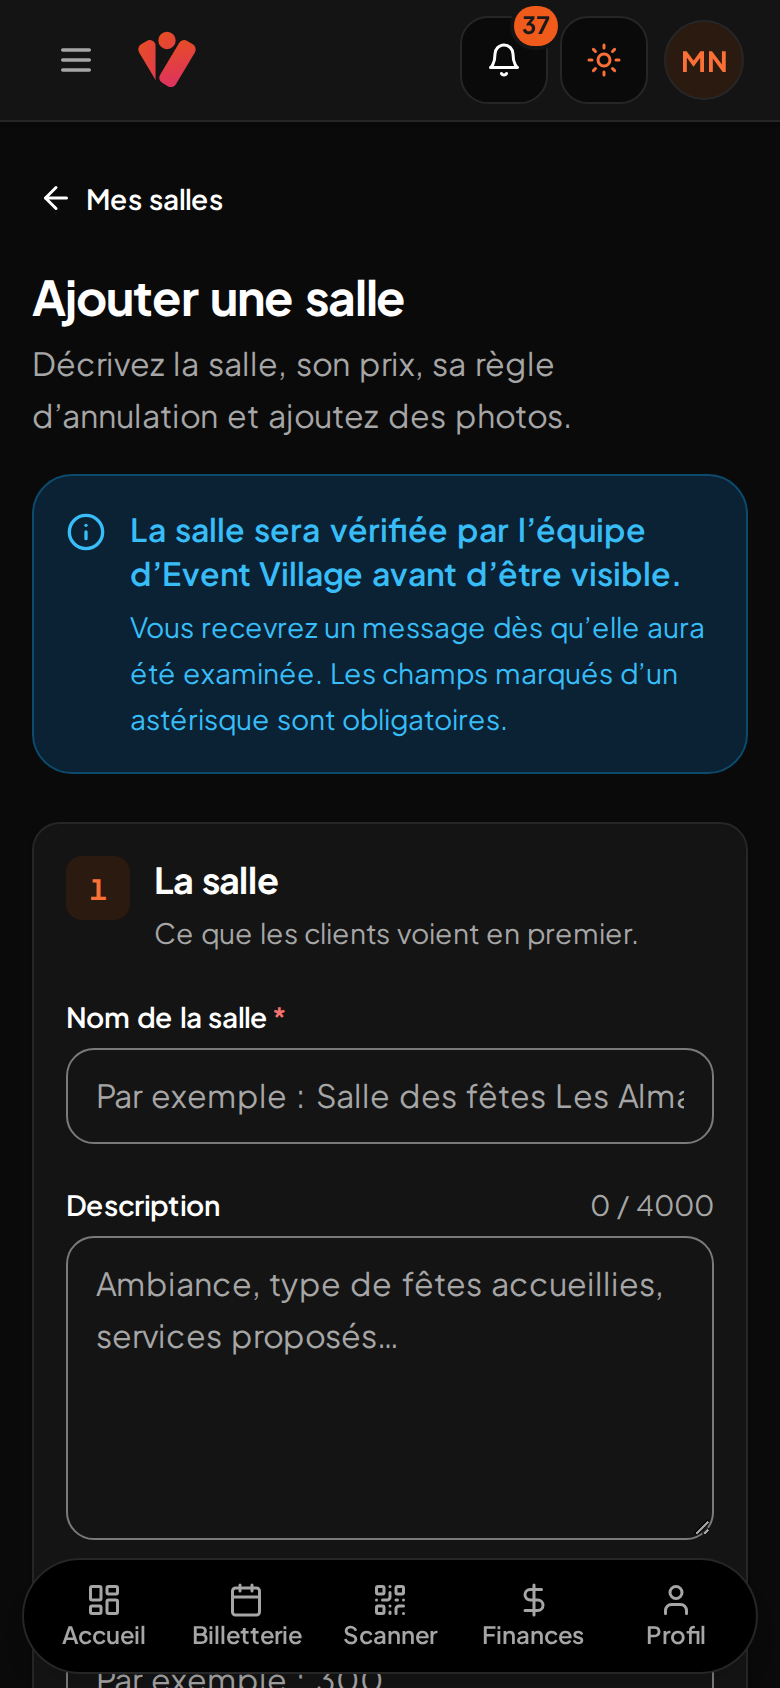 37
MN
Mes salles
Ajouter une salle
Décrivez la salle, son prix, sa règle
d’annulation et ajoutez des photos.
La salle sera vérifiée par l’équipe
d’Event Village avant d’être visible.
Vous recevrez un message dès qu’elle aura
été examinée. Les champs marqués d’un
astérisque sont obligatoires.
1
La salle
Ce que les clients voient en premier.
Nom de la salle *
Par exemple : Salle des fêtes Les Alma
Description
0 / 4000
Ambiance, type de fêtes accueillies,
services proposés…
Accueil
Billetterie
Scanner
Finances
Profil
Par exemple : 300